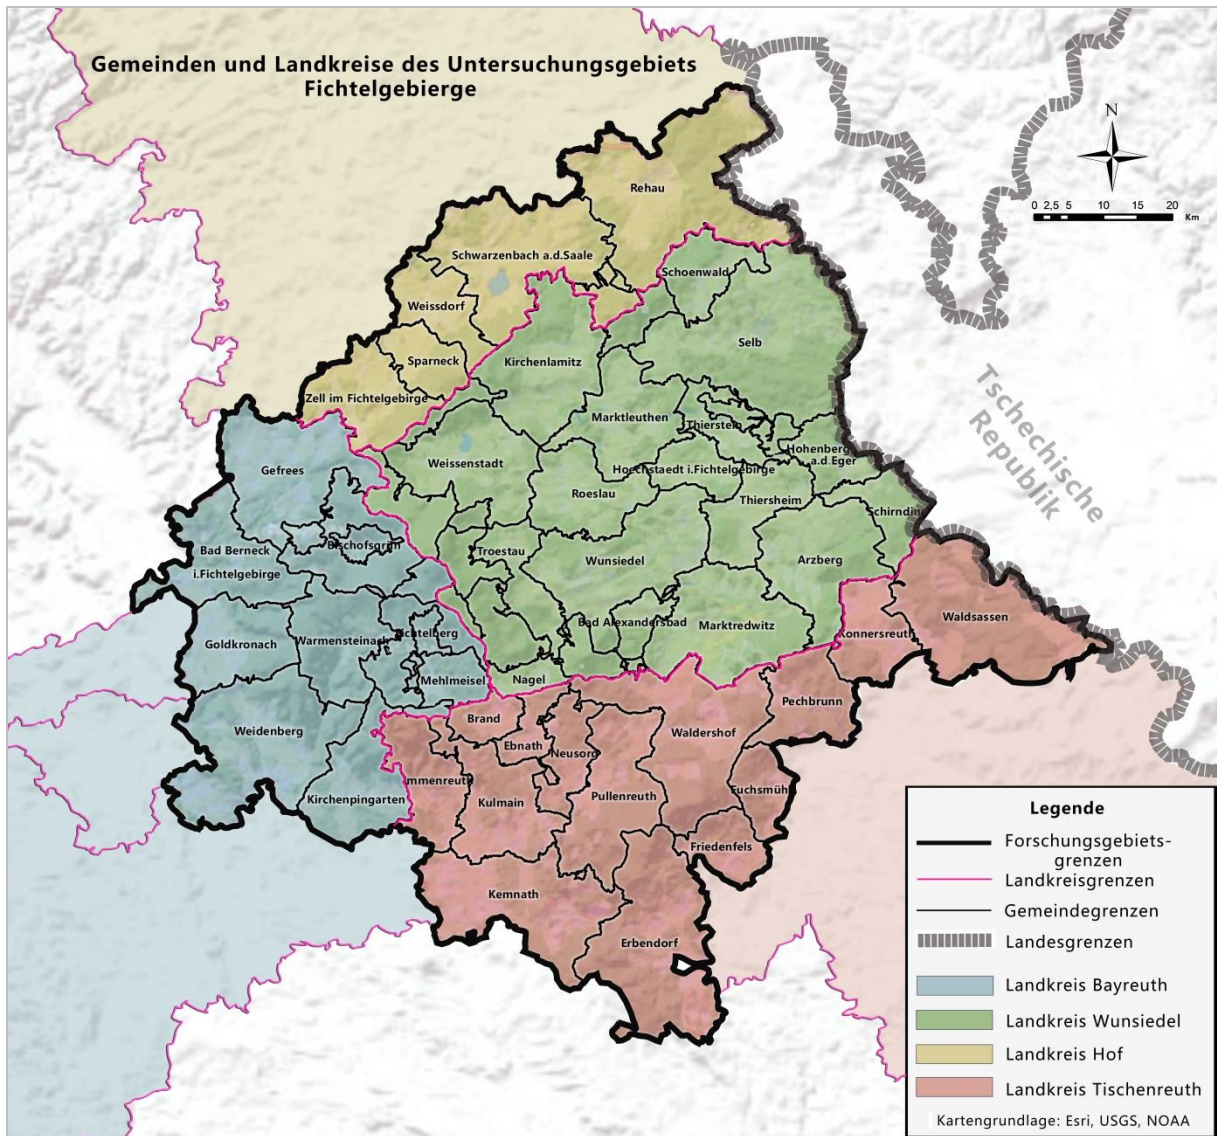 Gemeinden und Landkreise des Untersuchungsgebiets
Fichtelgebierge
N
0 2,5 5 10 15 20
Km
Rehau
Schwarzenbach a.d.Saale
Schoenwald
Weissdorf
Selb
Sparneck
Kirchenlamitz
Zell im Fichtelgebirge
Marktleuthen
Thierstein
Tschechische
Republik
Hohenberg
a.d.Eger
Gefrees
Weissenstadt
Hoechstaedt i.Fichtelgebirge
Roeslau
Thiersheim
Schirnding
Bad Berneck
i.Fichtelgebirge
Bischofsgrün
Troestau
Wunsiedel
Arzberg
Goldkronach
Warmensteinach
Fichtelberg
Bad Alexandersbad
Marktredwitz
Konnersreuth
Waldsassen
Mehlmeisel
Nagel
Pechbrunn
Weidenberg
Brand
Ebnath
Neusorg
Waldershof
Kirchenpingarten
Immenreuth
Kulmain
Pullenreuth
Fuchsmühl
Friedenfels
Kemnath
Erbendorf
Legende
Forschungsgebiets-
grenzen
Landkreisgrenzen
Gemeindegrenzen
Landesgrenzen
Landkreis Bayreuth
Landkreis Wunsiedel
Landkreis Hof
Landkreis Tischenreuth
Kartengrundlage: Esri, USGS, NOAA